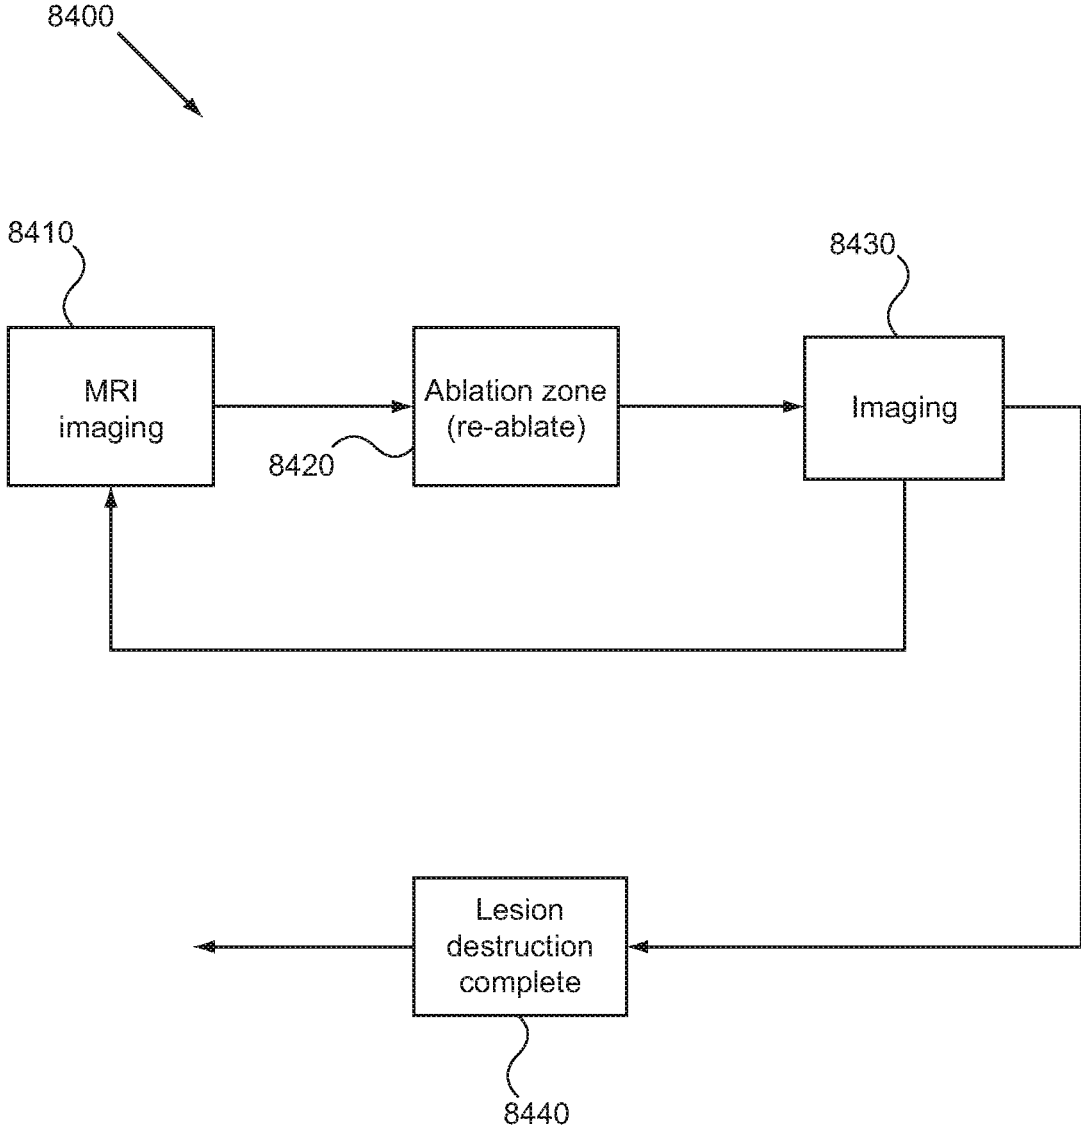 8400
8410
MRI
imaging
8420
Ablation zone
(re-ablate)
8430
Imaging
Lesion
destruction
complete
8440